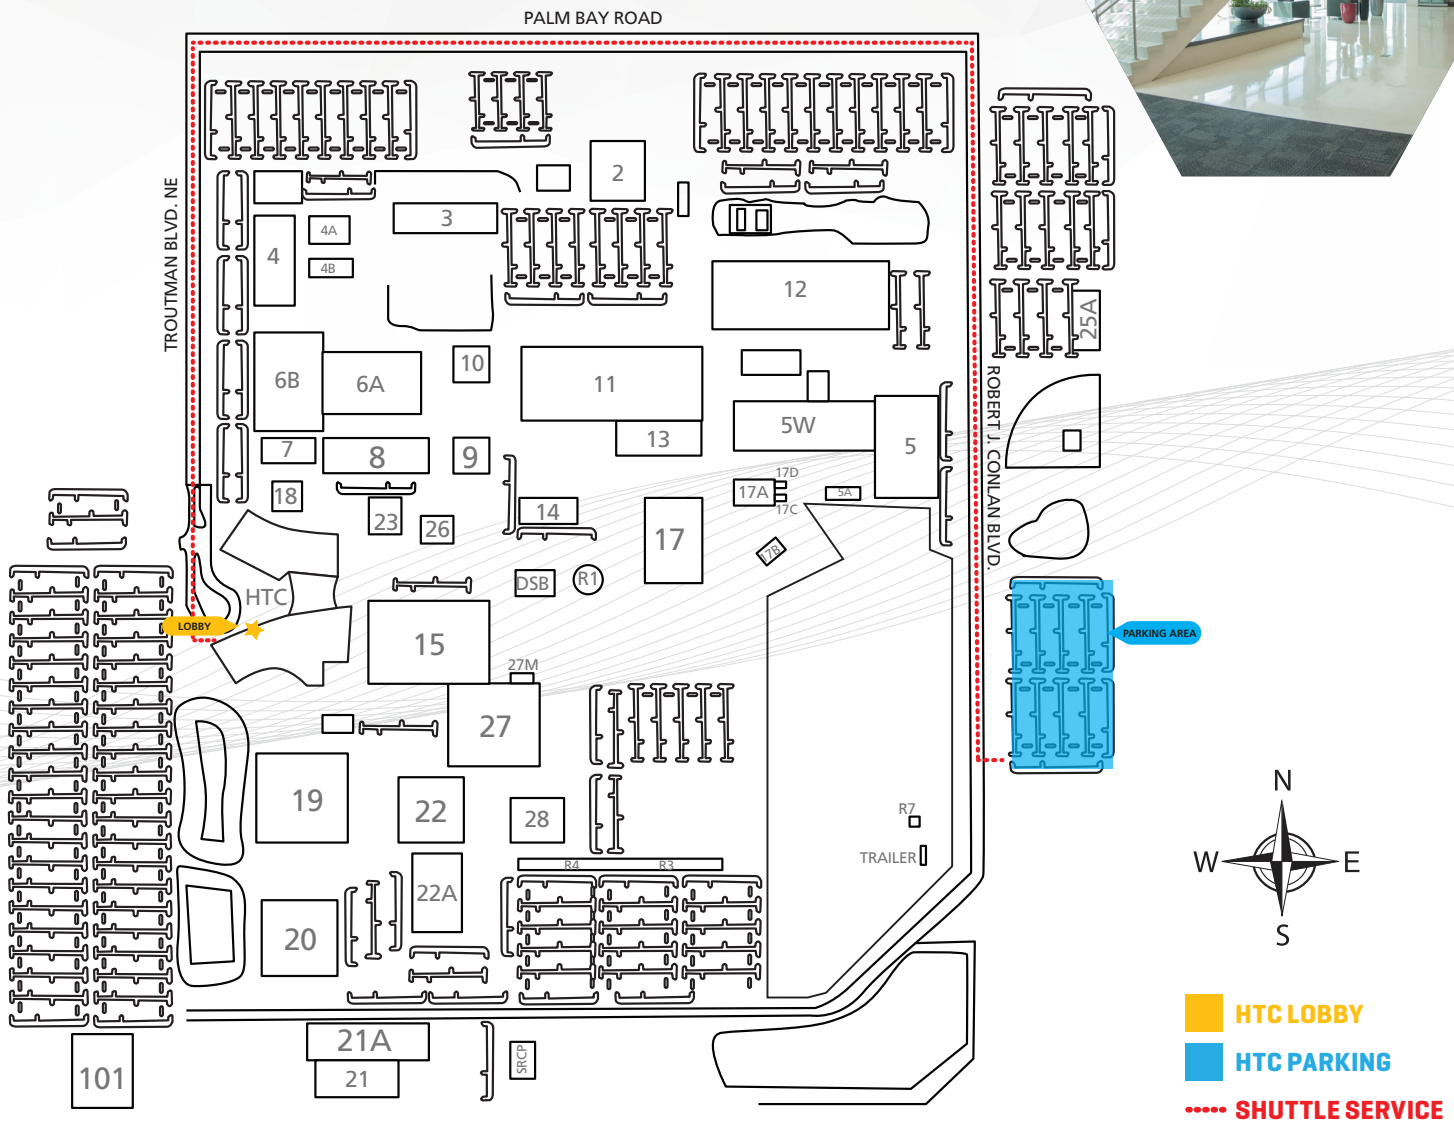 PALM BAY ROAD
TROUTMAN BLVD. NE
2
3
4A
4
4B
12
25A
6B
6A
10
11
ROBERT J. CONLAN BLVD.
5W
5
13
7
8
9
17D
17A
5A
17C
18
23
26
14
17
17B
DSB
R1
HTC
LOBBY
PARKING AREA
15
27M
27
19
22
28
R7
TRAILER
R4
R3
22A
20
21A
21
SRCP
101
N
W
E
S
HTC LOBBY
HTC PARKING
SHUTTLE SERVICE